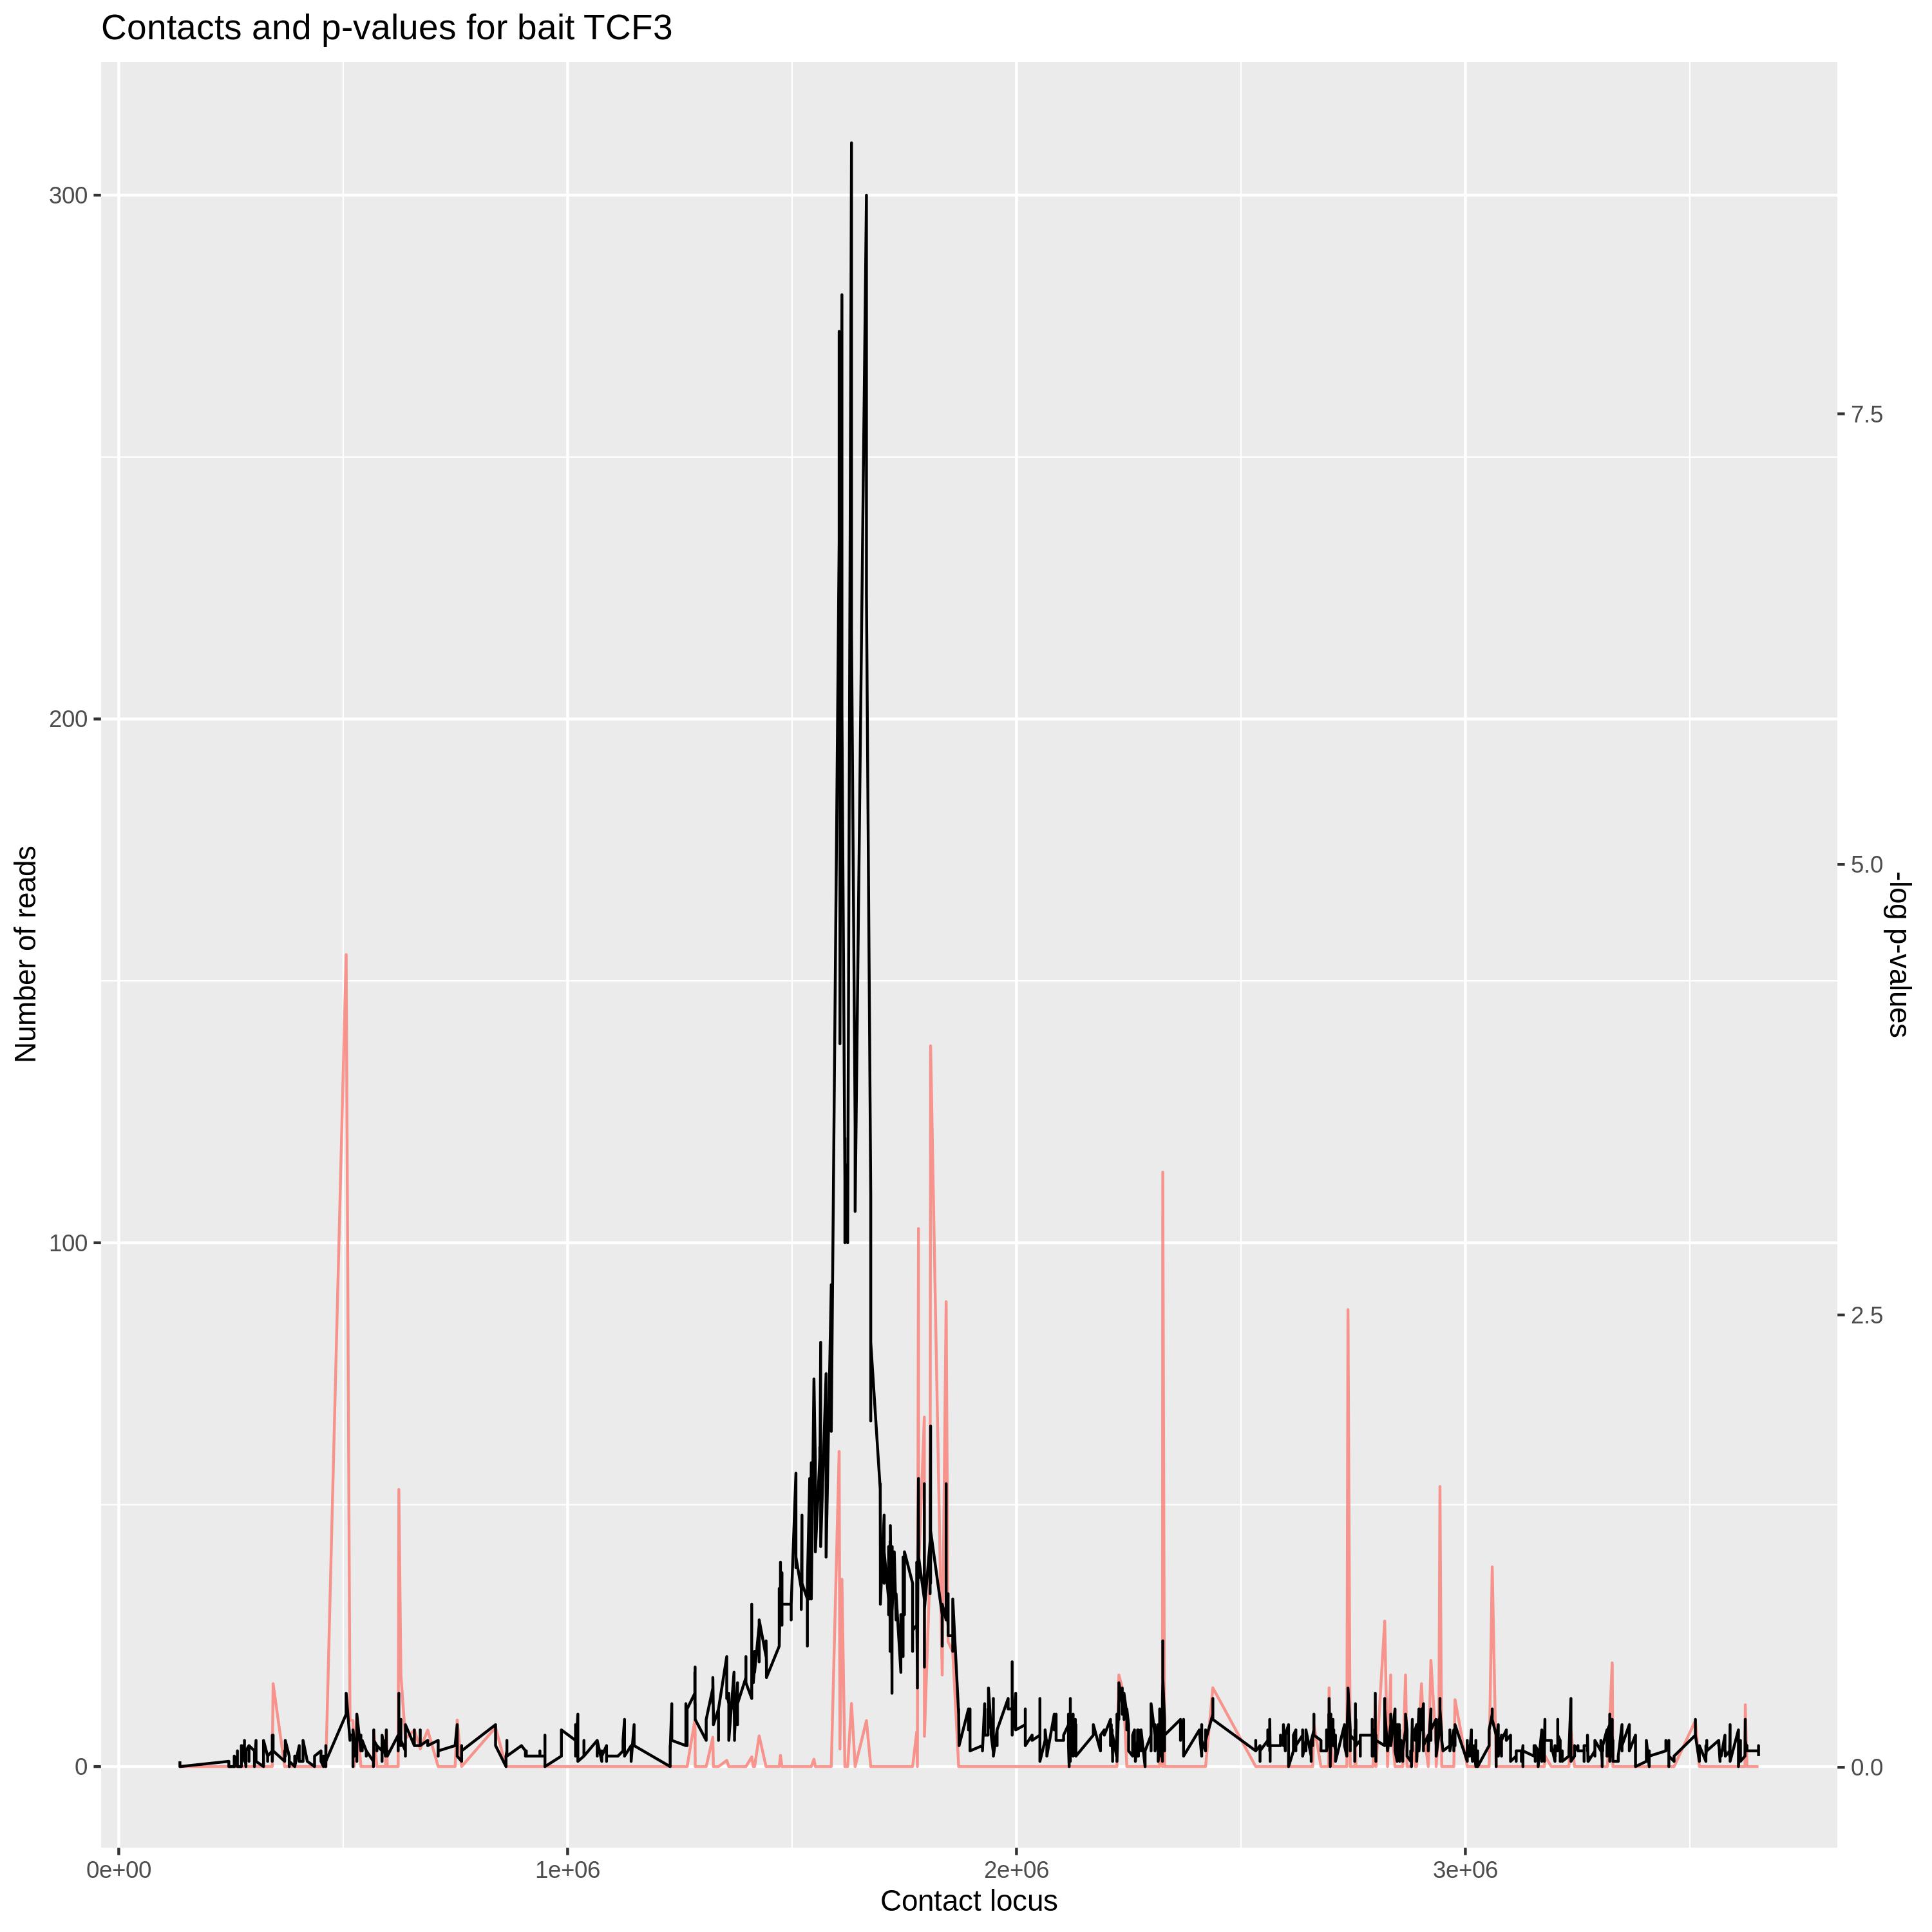 Contacts and p-values for bait TCF3
300
200
100
0
Number of reads
7.5
5.0
2.5
0.0
-log p-values
0e+00 1e+06 2e+06 3e+06
Contact locus